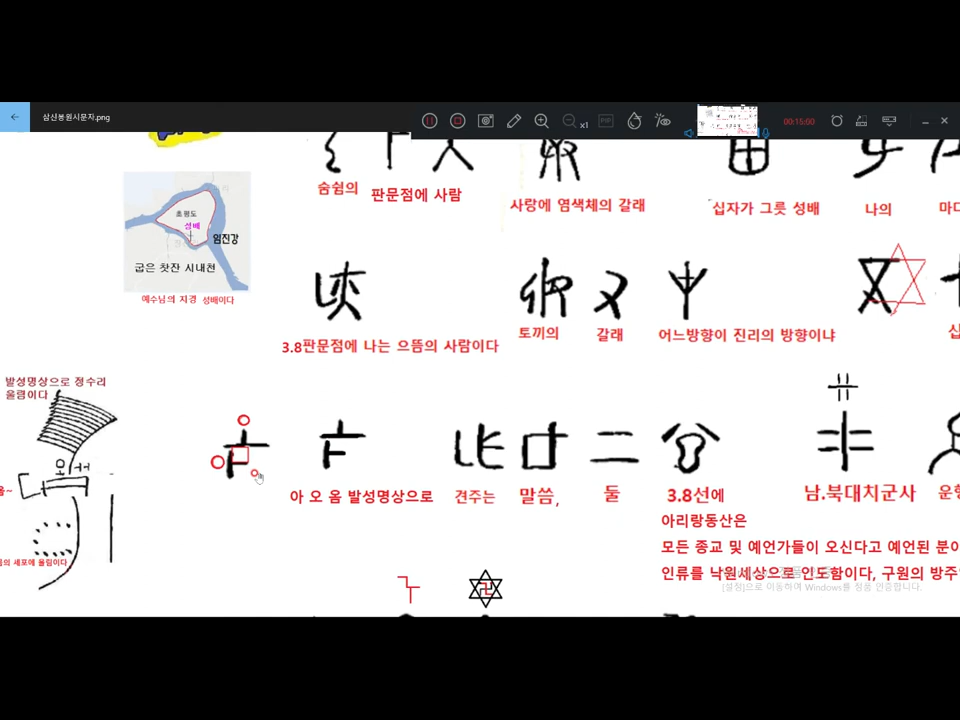 삼신봉원시문자.png
x1
00:15:00
숨쉼의
판문점에 사람
사랑에 염색체의 갈래
십자가 그릇 성배
나의
초평도
성배
임진강
굽은 찻잔 시내천
예수님의 지경 성배이다
3.8판문점에 나는 으뜸의 사람이다
토끼의
갈래
어느방향이 진리의 방향이냐
발성명상으로 정수리
울림이다
아 오 옴 발성명상으로
견주는
말씀,
둘
3.8선에
남.북대치군사
아리랑동산은
모든 종교 및 예언가들이 오신다고 예언된 분이
인류를 낙원세상으로 인도함이다, 구원의 방주
의 세포에 울림이다
[설정]으로 이동하여 Windows를 정품 인증합니다.